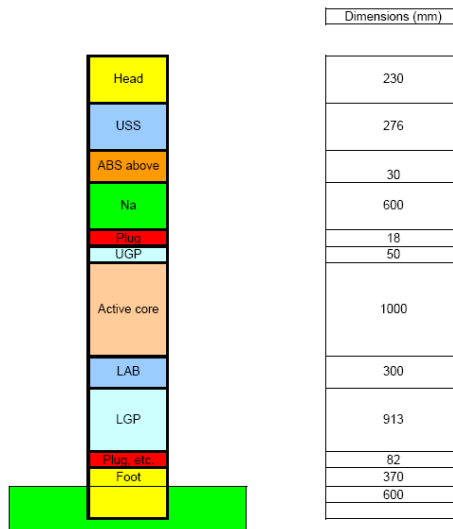 Dimensions (mm)
Head 230
USS 276
ABS above 30
Na 600
Plug 18
UGP 50
Active core 1000
LAB 300
LGP 913
Plug, etc 82
Foot 370
600